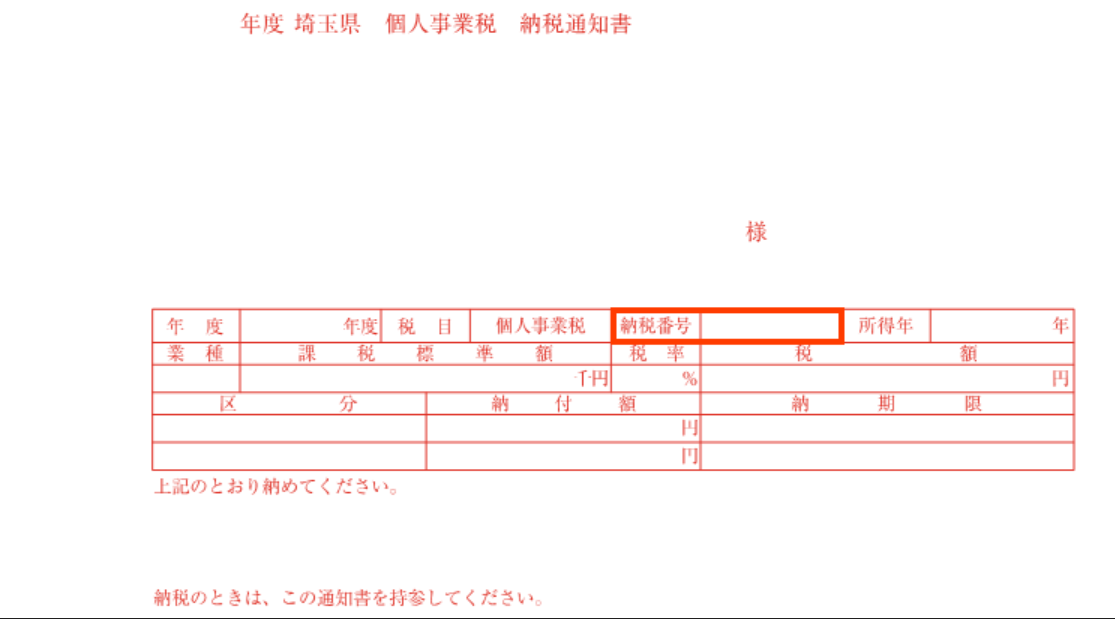 年度 埼玉県 個人事業税 納税通知書
様
年 度 年度 税 目 個人事業税 納税番号 所得年 年
業 種 課 税 標 準 額 税 率 税 額
千円 % 円
区 分 納 付 額 納 期 限
円
円
上記のとおり納めてください。
納税のときは、この通知書を持参してください。